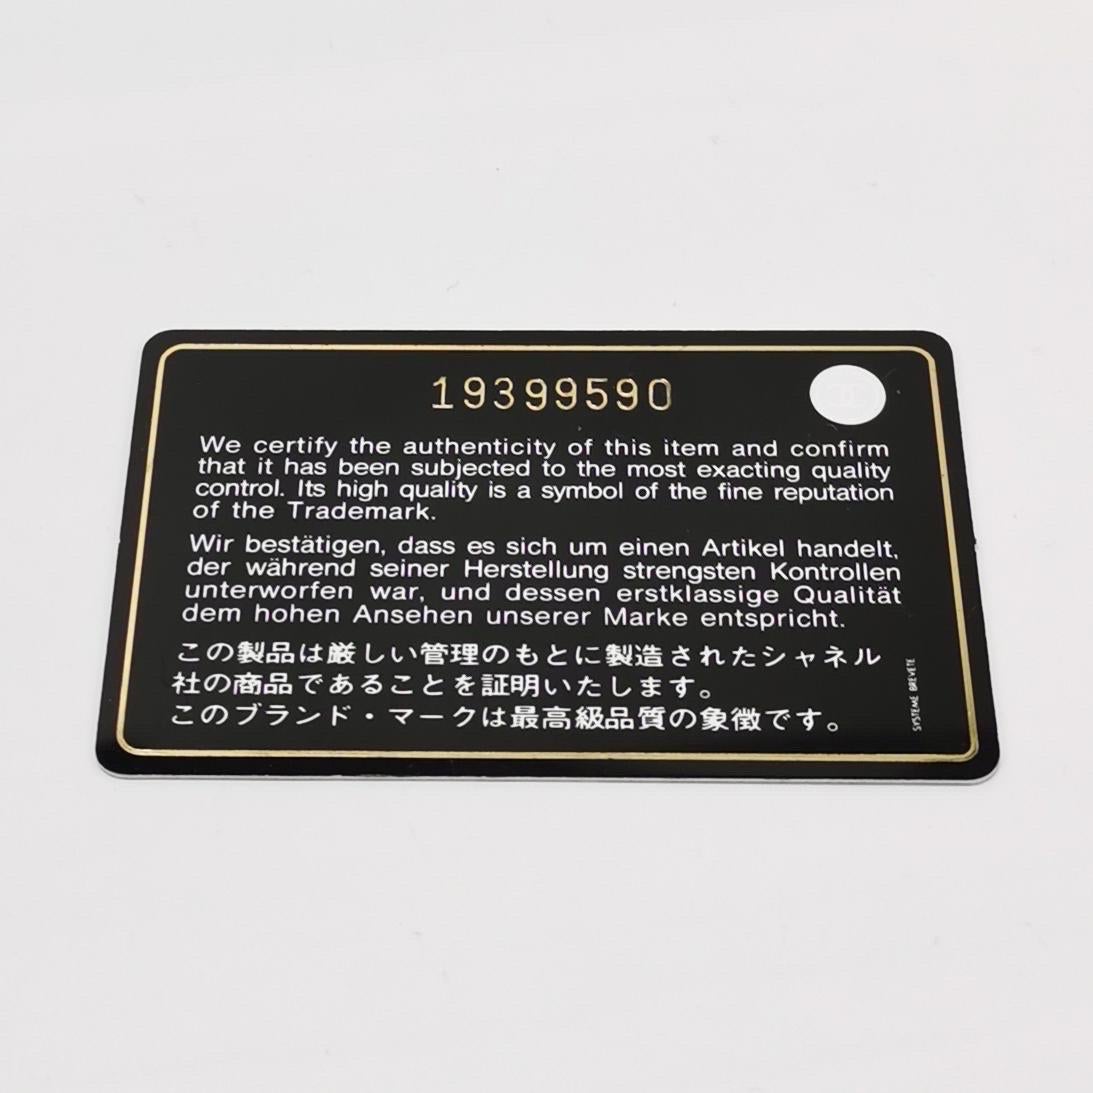 19399590
We certify the authenticity of this item and confirm
that it has been subjected to the most exacting quality
control. Its high quality is a symbol of the fine reputation
of the Trademark.
Wir bestätigen, dass es sich um einen Artikel handelt,
der während seiner Herstellung strengsten Kontrollen
unterworfen war, und dessen erstklassige Qualität
dem hohen Ansehen unserer Marke entspricht.
この製品は厳しい管理のもとに製造されたシャネル
社の商品であることを証明いたします。
このブランド・マークは最高級品質の象徴です。
SYSTEME BREVETE